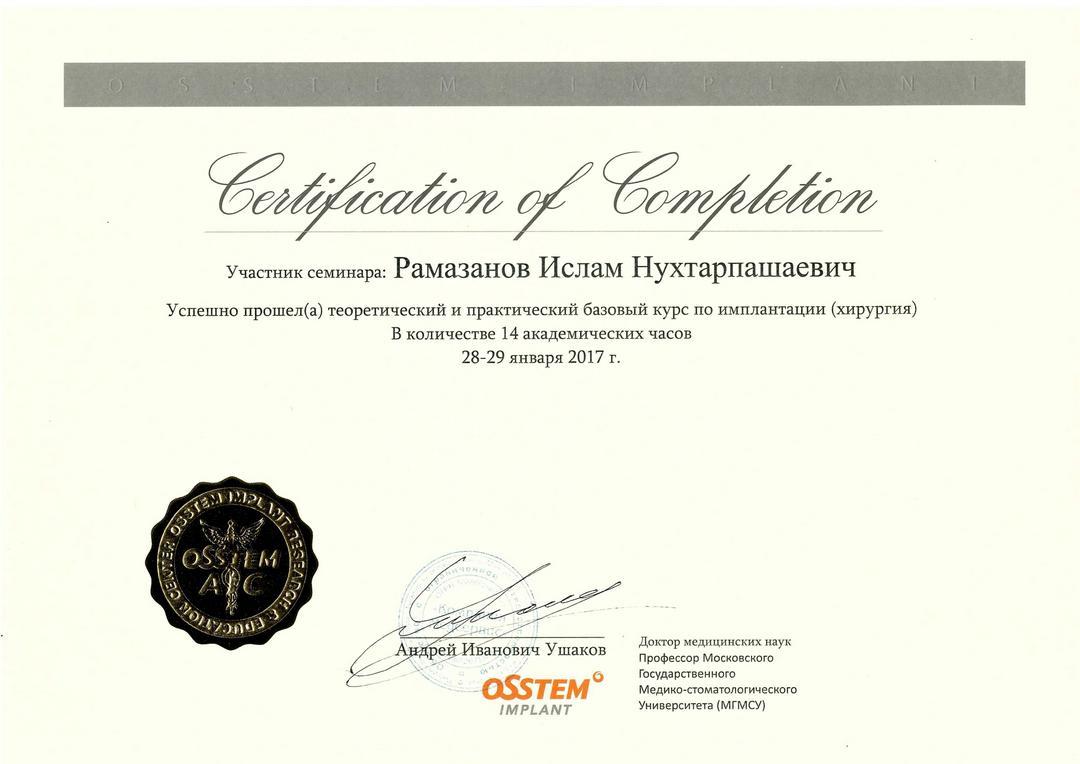 OSSTEM IMPLANT
Certification of Completion
Участник семинара: Рамазанов Ислам Нухтарпашаевич
Успешно прошел(а) теоретический и практический базовый курс по имплантации (хирургия)
В количестве 14 академических часов
28-29 января 2017 г.
OSSTEM IMPLANT RESEARCH & EDUCATION CENTER
OSSTEM
AIC
Андрей Иванович Ушаков
OSSTEM
IMPLANT
Доктор медицинских наук
Профессор Московского
Государственного
Медико-стоматологического
Университета (МГМСУ)